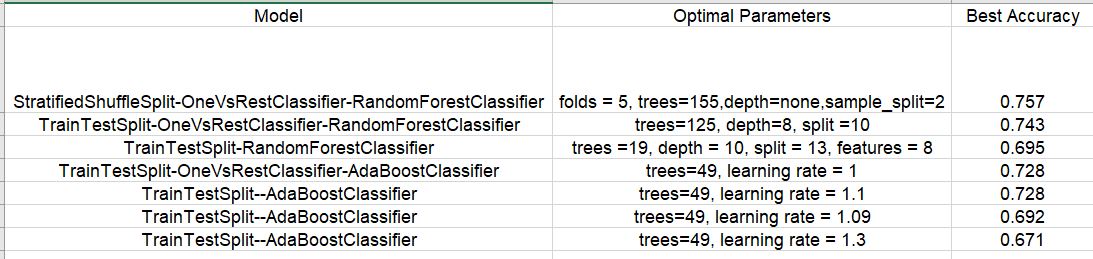 Model Optimal Parameters Best Accuracy
StratifiedShuffleSplit-OneVsRestClassifier-RandomForestClassifier folds = 5, trees=155,depth=none,sample_split=2 0.757
TrainTestSplit-OneVsRestClassifier-RandomForestClassifier trees=125, depth=8, split =10 0.743
TrainTestSplit-RandomForestClassifier trees =19, depth = 10, split = 13, features = 8 0.695
TrainTestSplit-OneVsRestClassifier-AdaBoostClassifier trees=49, learning rate = 1 0.728
TrainTestSplit--AdaBoostClassifier trees=49, learning rate = 1.1 0.728
TrainTestSplit--AdaBoostClassifier trees=49, learning rate = 1.09 0.692
TrainTestSplit--AdaBoostClassifier trees=49, learning rate = 1.3 0.671